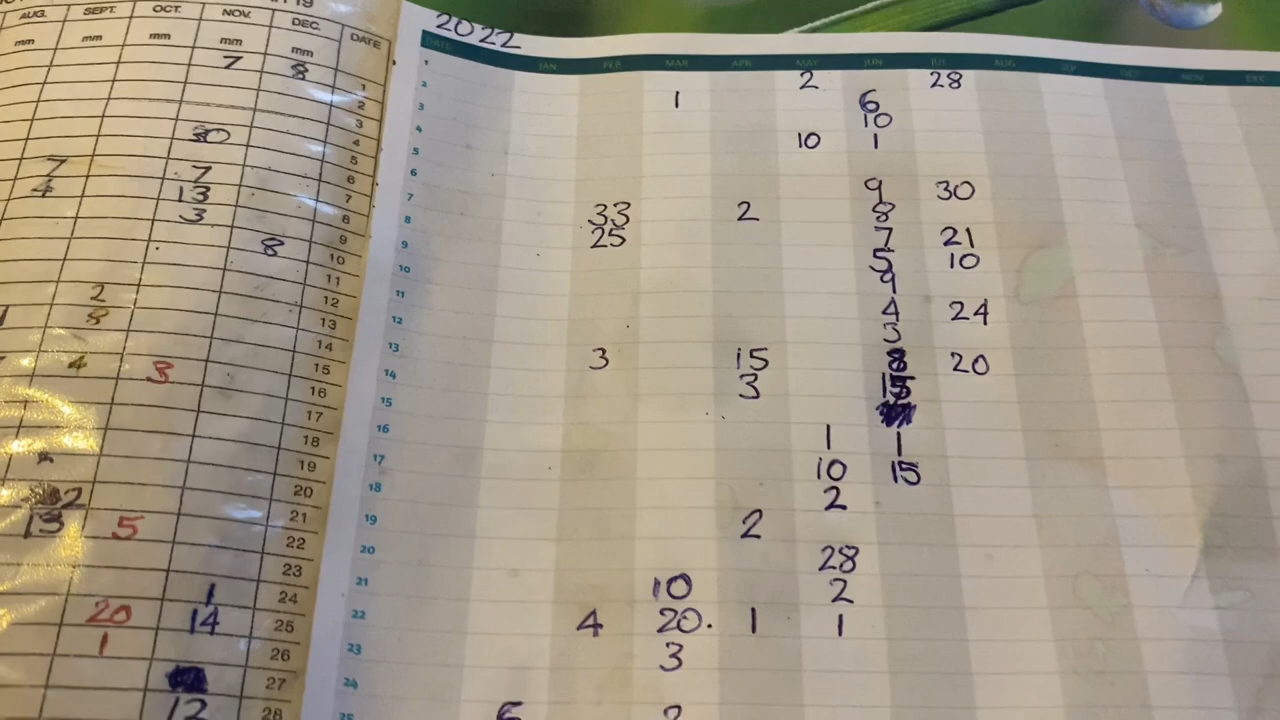 AUG. SEPT. OCT. NOV. DEC. DATE
mm mm mm mm mm
7 8 1
2
3
30 4
5
7 7 6
4 13 7
3 8
9
8 10
11
2 12
8 13
14
4 3 15
16
17
18
19
20
13 21
5 22
23
1 24
20 14 25
1 26
27
12 28
2022
DATE JAN FEB MAR APR MAY JUN JUL AUG SEP OCT NOV DEC
1 2 28
2 1 6
3 10
4 10 1
5
6 9 30
7 33 2 8
8 25 7 21
9 5 10
10 9
11 4 24
12 5
13 3 15 8 20
14 3 15
15
16 1 1
17 10 15
18 2
19 2
20 28
21 10 2
22 4 20. 1 1
23 3
24
25 6